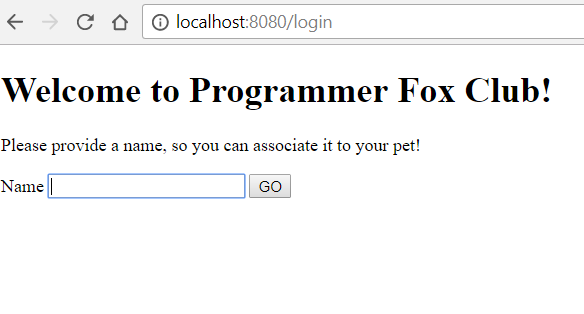 localhost:8080/login
Welcome to Programmer Fox Club!
Please provide a name, so you can associate it to your pet!
Name GO